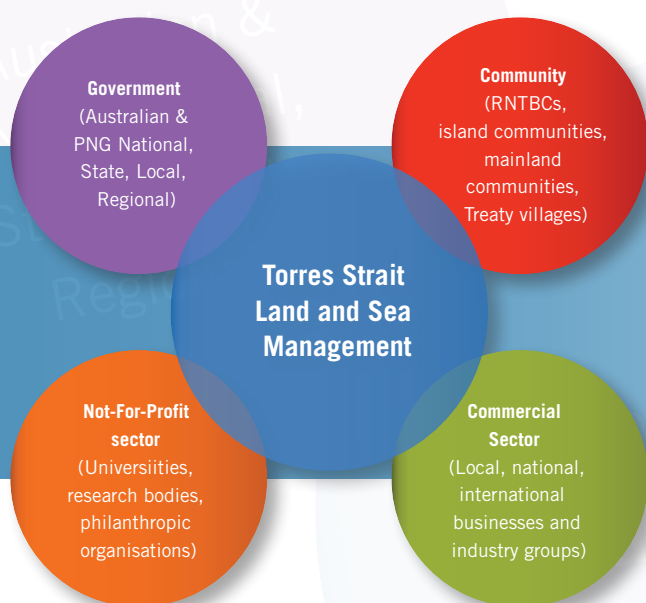 Government
(Australian &
PNG National,
State, Local,
Regional)
Community
(RNTBCs,
island communities,
mainland
communities,
Treaty villages)
Torres Strait
Land and Sea
Management
Not-For-Profit
sector
(Universiities,
research bodies,
philanthropic
organisations)
Commercial
Sector
(Local, national,
international
businesses and
industry groups)